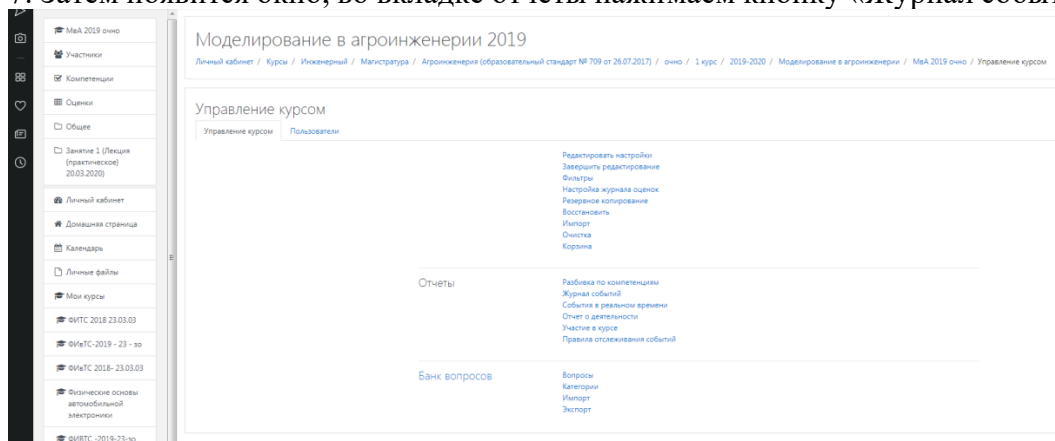 7. Затем появится окно, во вкладке отчеты нажимаем кнопку «Журнал
МвА 2019 очно
Участники
Компетенции
Оценки
Общее
Занятие 1 (Лекция
(практическое)
20.03.2020)
Личный кабинет
Домашняя страница
Календарь
Личные файлы
Мои курсы
ФИТС 2018 23.03.03
ФИвТС-2019 - 23 - зо
ФИвТС 2018- 23.03.03
Физические основы
автомобильной
электроники
ФИВТС -2019-23-зо
Моделирование в агроинженерии 2019
Личный кабинет / Курсы / Инженерный / Магистратура / Агроинженерия (образовательный стандарт № 709 от 26.07.2017) / очно / 1 курс / 2019-2020 / Моделирование в агроинженерии / МвА 2019 очно / Управление курсом
Управление курсом
Управление курсом Пользователи
Редактировать настройки
Завершить редактирование
Фильтры
Настройка журнала оценок
Резервное копирование
Восстановить
Импорт
Очистка
Корзина
Отчеты
Разбивка по компетенциям
Журнал событий
События в реальном времени
Отчет о деятельности
Участие в курсе
Правила отслеживания событий
Банк вопросов
Вопросы
Категории
Импорт
Экспорт